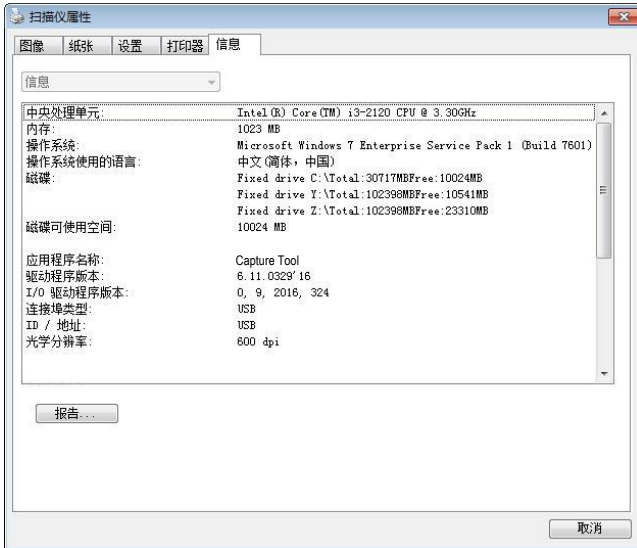 扫描仪属性
图像 纸张 设置 打印器 信息
信息
中央处理单元: Intel(R) Core(TM) i3-2120 CPU @ 3.30GHz
内存: 1023 MB
操作系统: Microsoft Windows 7 Enterprise Service Pack 1 (Build 7601)
操作系统使用的语言: 中文(简体，中国)
磁碟: Fixed drive C:\Total:30717MBFree:10024MB
Fixed drive Y:\Total:102398MBFree:10541MB
Fixed drive Z:\Total:102398MBFree:23310MB
磁碟可使用空间: 10024 MB
应用程序名称: Capture Tool
驱动程序版本: 6.11.0329'16
I/O 驱动程序版本: 0, 9, 2016, 324
连接埠类型: USB
ID / 地址: USB
光学分辨率: 600 dpi
报告...
取消